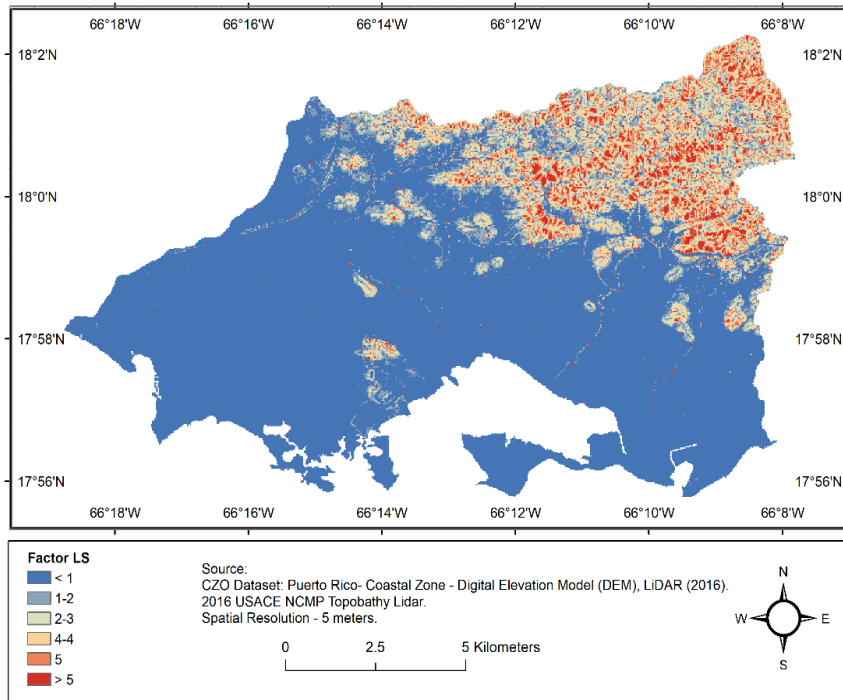 66°18'W 66°16'W 66°14'W 66°12'W 66°10'W 66°8'W
18°2'N 18°2'N
18°0'N 18°0'N
17°58'N 17°58'N
17°56'N 17°56'N
66°18'W 66°16'W 66°14'W 66°12'W 66°10'W 66°8'W
Factor LS
< 1
1-2
2-3
4-4
5
> 5
Source:
CZO Dataset: Puerto Rico- Coastal Zone - Digital Elevation Model (DEM), LiDAR (2016).
2016 USACE NCMP Topobathy Lidar.
Spatial Resolution - 5 meters.
0 2.5 5 Kilometers
N
W E
S